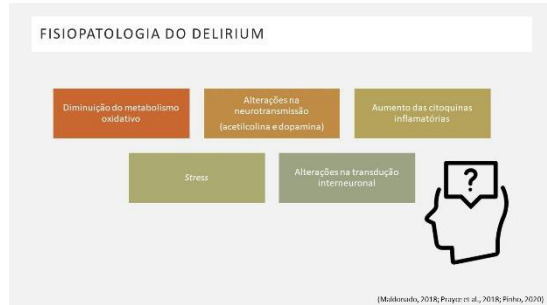 FISIOPATOLOGIA DO DELIRIUM
Diminuição do metabolismo
oxidativo
Alterações na
neurotransmissão
(acetilcolina e dopamina)
Aumento das citoquinas
inflamatórias
Stress
Alterações na transdução
interneuronal
?
(Maldonado, 2018; Prayce et al., 2018; Pinho, 2020)